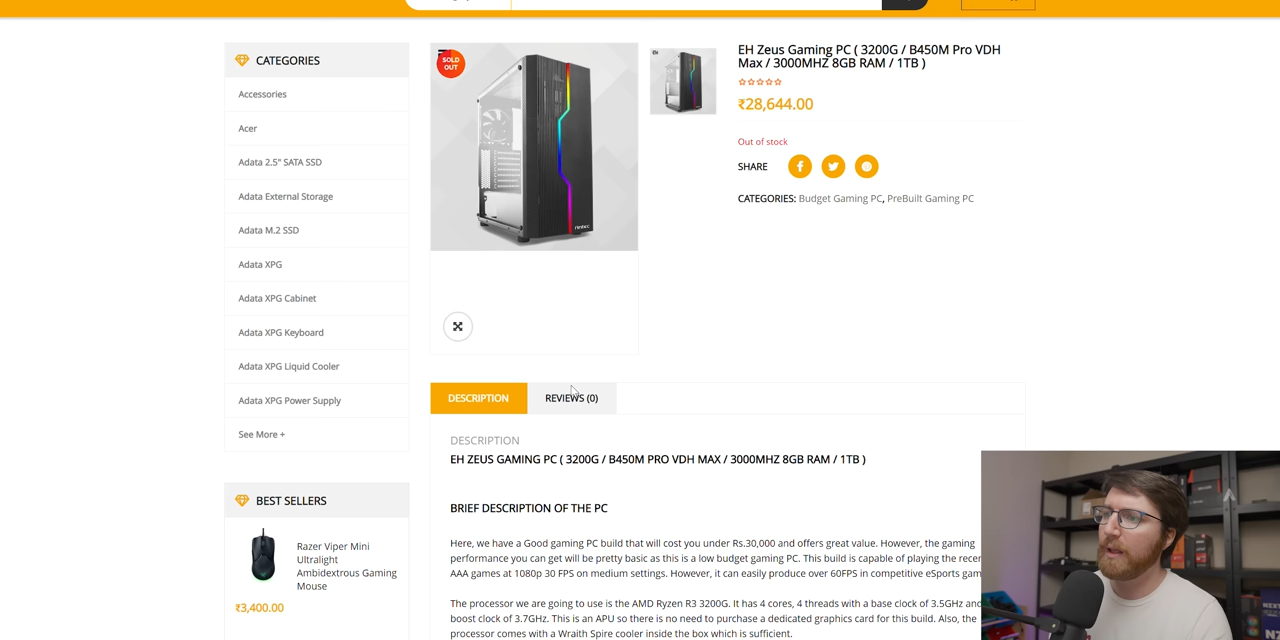 CATEGORIES
Accessories
Acer
Adata 2.5" SATA SSD
Adata External Storage
Adata M.2 SSD
Adata XPG
Adata XPG Cabinet
Adata XPG Keyboard
Adata XPG Liquid Cooler
Adata XPG Power Supply
See More +
BEST SELLERS
Razer Viper Mini
Ultralight
Ambidextrous Gaming
Mouse
₹3,400.00
SOLD
OUT
Antec
EH Zeus Gaming PC ( 3200G / B450M Pro VDH
Max / 3000MHZ 8GB RAM / 1TB )
₹28,644.00
Out of stock
SHARE
CATEGORIES: Budget Gaming PC, PreBuilt Gaming PC
DESCRIPTION
REVIEWS (0)
DESCRIPTION
EH ZEUS GAMING PC ( 3200G / B450M PRO VDH MAX / 3000MHZ 8GB RAM / 1TB )
BRIEF DESCRIPTION OF THE PC
Here, we have a Good gaming PC build that will cost you under Rs.30,000 and offers great value. However, the gaming
performance you can get will be pretty basic as this is a low budget gaming PC. This build is capable of playing the recen
AAA games at 1080p 30 FPS on medium settings. However, it can easily produce over 60FPS in competitive eSports gam
The processor we are going to use is the AMD Ryzen R3 3200G. It has 4 cores, 4 threads with a base clock of 3.5GHz and
boost clock of 3.7GHz. This is an APU so there is no need to purchase a dedicated graphics card for this build. Also, the
processor comes with a Wraith Spire cooler inside the box which is sufficient.